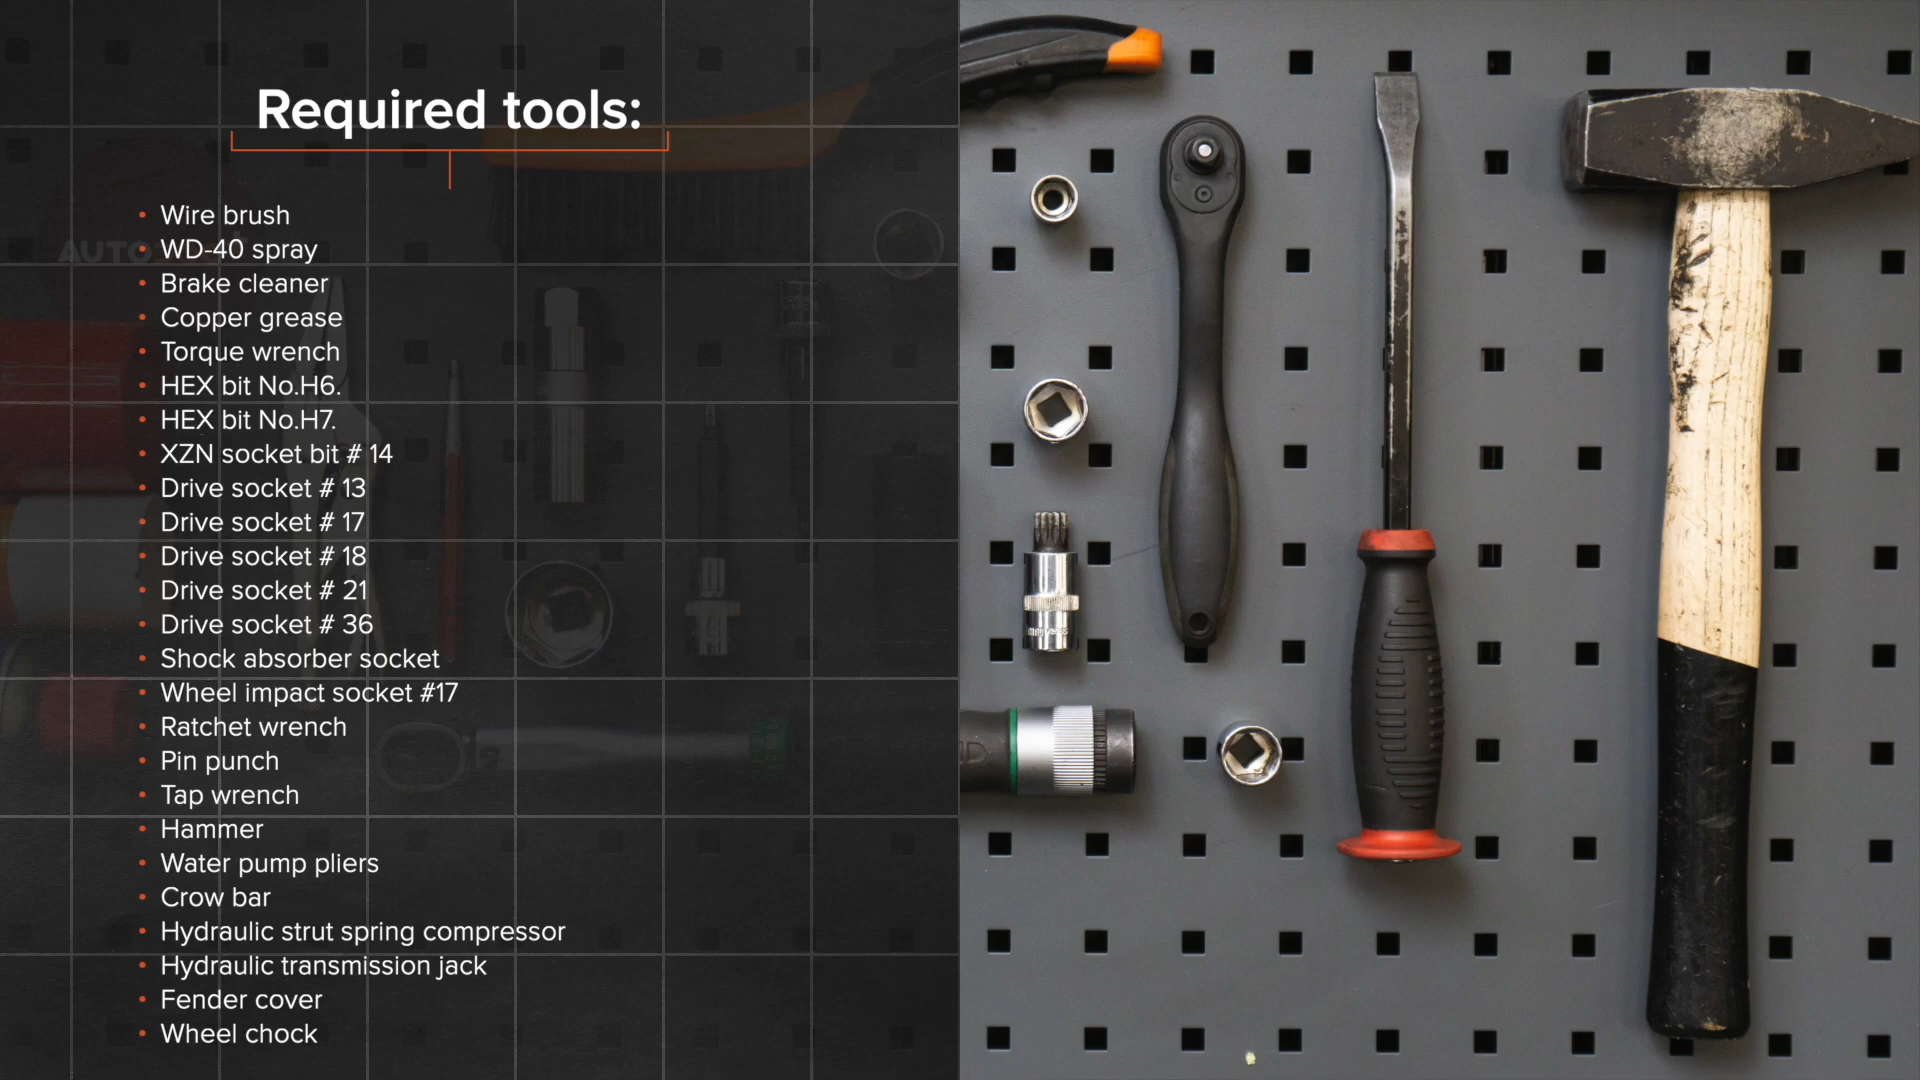 Required tools:
• Wire brush
• WD-40 spray
• Brake cleaner
• Copper grease
• Torque wrench
• HEX bit No.H6.
• HEX bit No.H7.
• XZN socket bit # 14
• Drive socket # 13
• Drive socket # 17
• Drive socket # 18
• Drive socket # 21
• Drive socket # 36
• Shock absorber socket
• Wheel impact socket #17
• Ratchet wrench
• Pin punch
• Tap wrench
• Hammer
• Water pump pliers
• Crow bar
• Hydraulic strut spring compressor
• Hydraulic transmission jack
• Fender cover
• Wheel chock